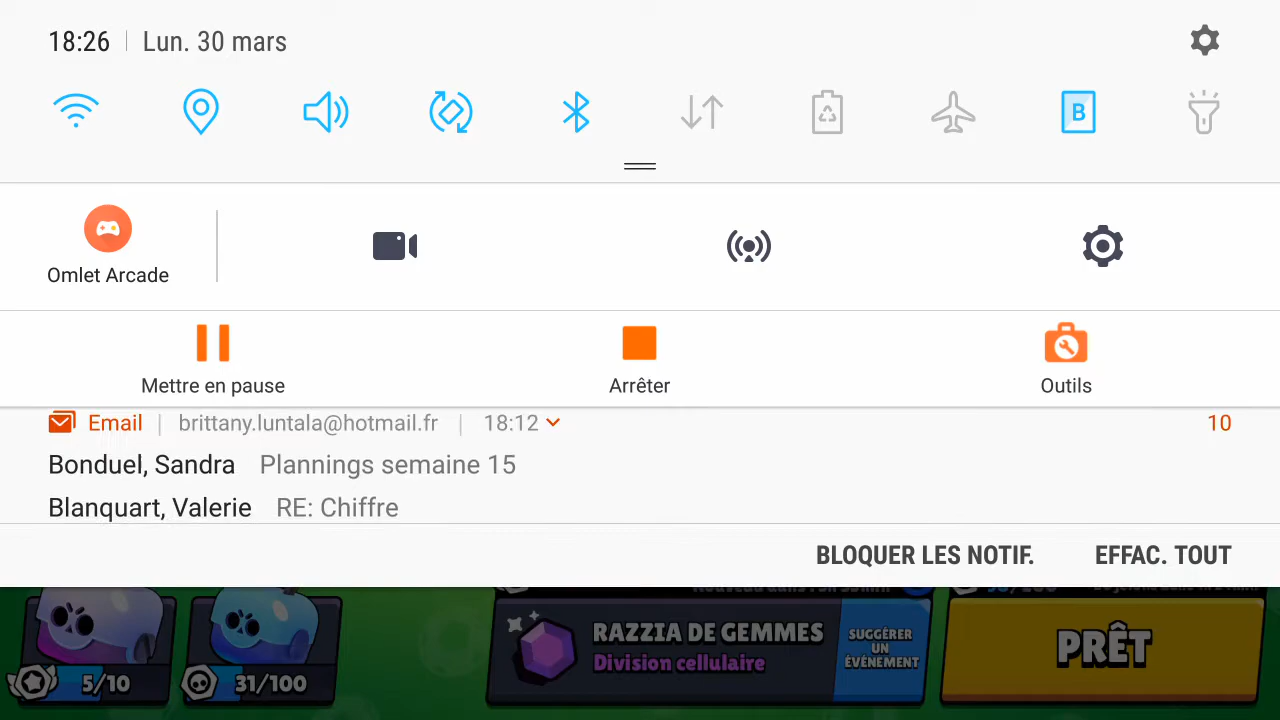 18:26 | Lun. 30 mars
B
Omlet Arcade
Mettre en pause
Arrêter
Outils
Email | brittany.luntala@hotmail.fr | 18:12
10
Bonduel, Sandra Plannings semaine 15
Blanquart, Valerie RE: Chiffre
BLOQUER LES NOTIF.
EFFAC. TOUT
5/10
31/100
RAZZIA DE GEMMES
Division cellulaire
SUGGÉRER
UN
ÉVÉNEMENT
PRÊT